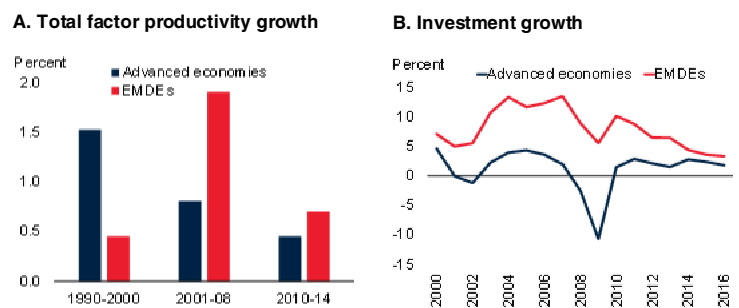 A. Total factor productivity growth
Percent
Advanced economies
EMDEs
2.0
1.5
1.0
0.5
0.0
1990-2000 2001-08 2010-14
B. Investment growth
Percent
Advanced economies EMDEs
15
10
5
0
-5
-10
-15
2000 2002 2004 2006 2008 2010 2012 2014 2016